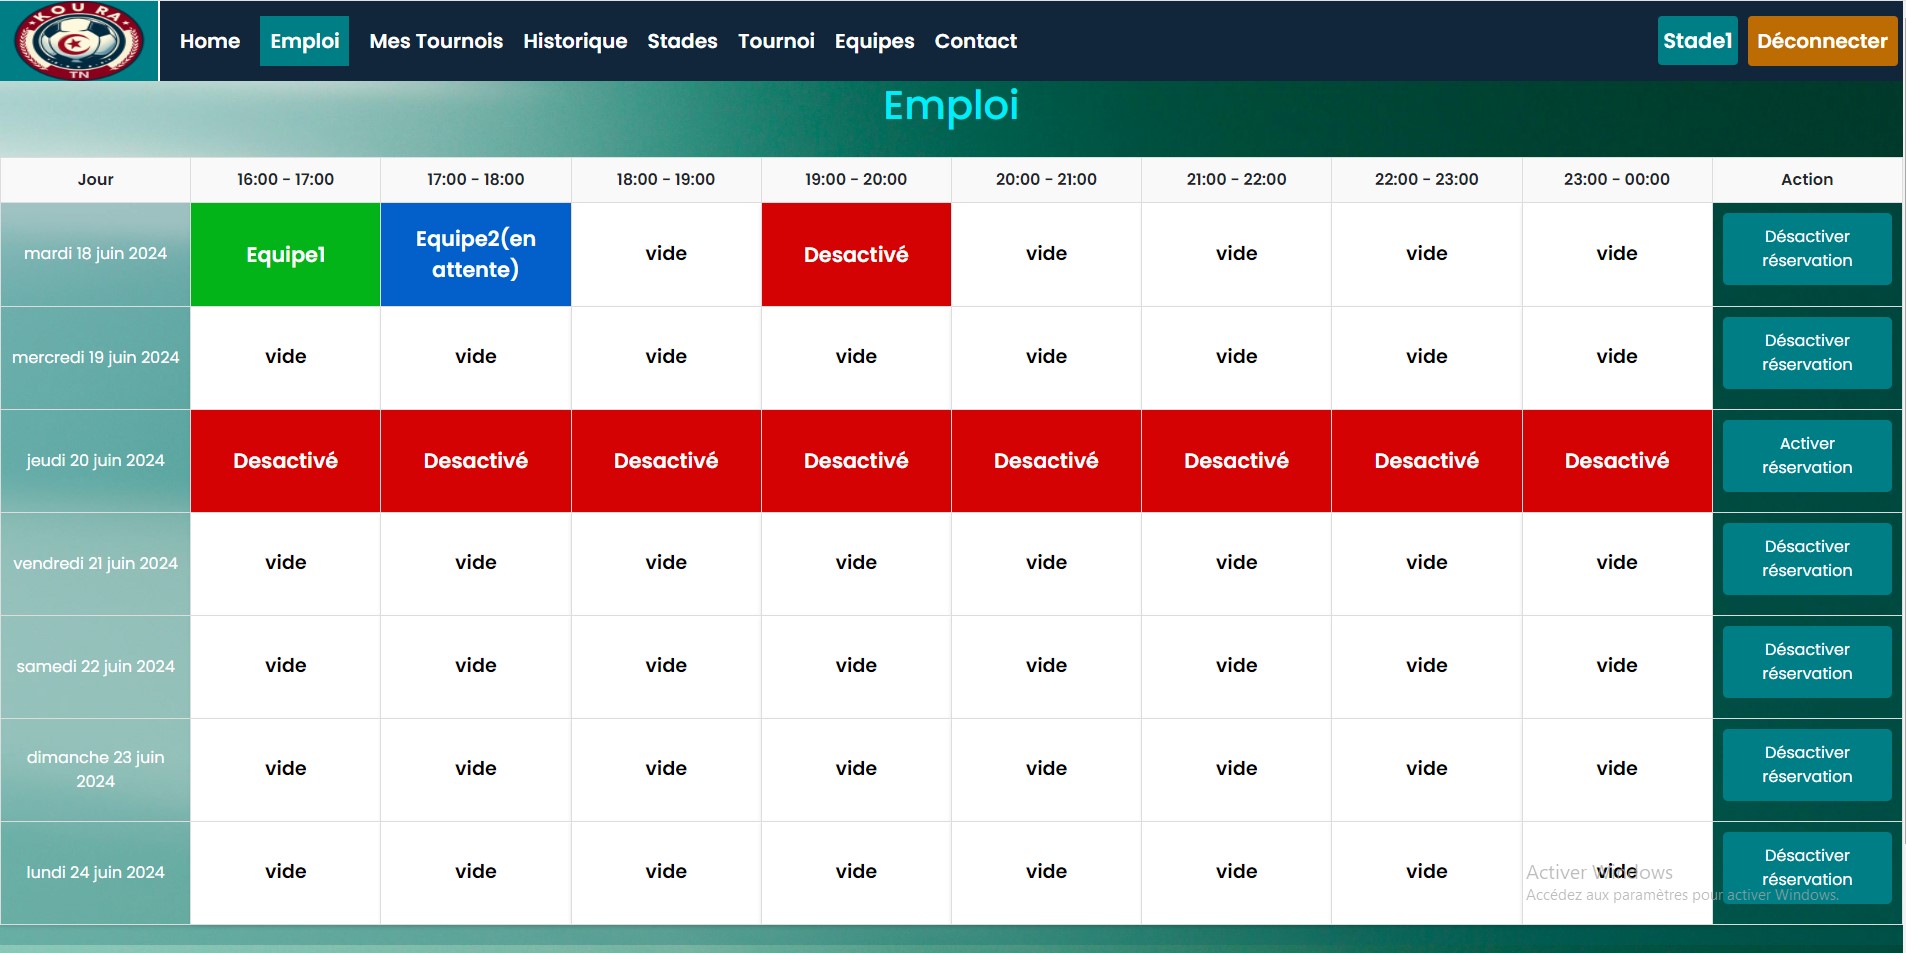 KOURA
TN
Home Emploi Mes Tournois Historique Stades Tournoi Equipes Contact Stade1 Déconnecter
Emploi
Jour 16:00 - 17:00 17:00 - 18:00 18:00 - 19:00 19:00 - 20:00 20:00 - 21:00 21:00 - 22:00 22:00 - 23:00 23:00 - 00:00 Action
mardi 18 juin 2024 Equipe1 Equipe2(en attente) vide Desactivé vide vide vide vide Désactiver réservation
mercredi 19 juin 2024 vide vide vide vide vide vide vide vide Désactiver réservation
jeudi 20 juin 2024 Desactivé Desactivé Desactivé Desactivé Desactivé Desactivé Desactivé Desactivé Activer réservation
vendredi 21 juin 2024 vide vide vide vide vide vide vide vide Désactiver réservation
samedi 22 juin 2024 vide vide vide vide vide vide vide vide Désactiver réservation
dimanche 23 juin 2024 vide vide vide vide vide vide vide vide Désactiver réservation
lundi 24 juin 2024 vide vide vide vide vide vide vide vide Désactiver réservation
Activer Windows
Accédez aux paramètres pour activer Windows.